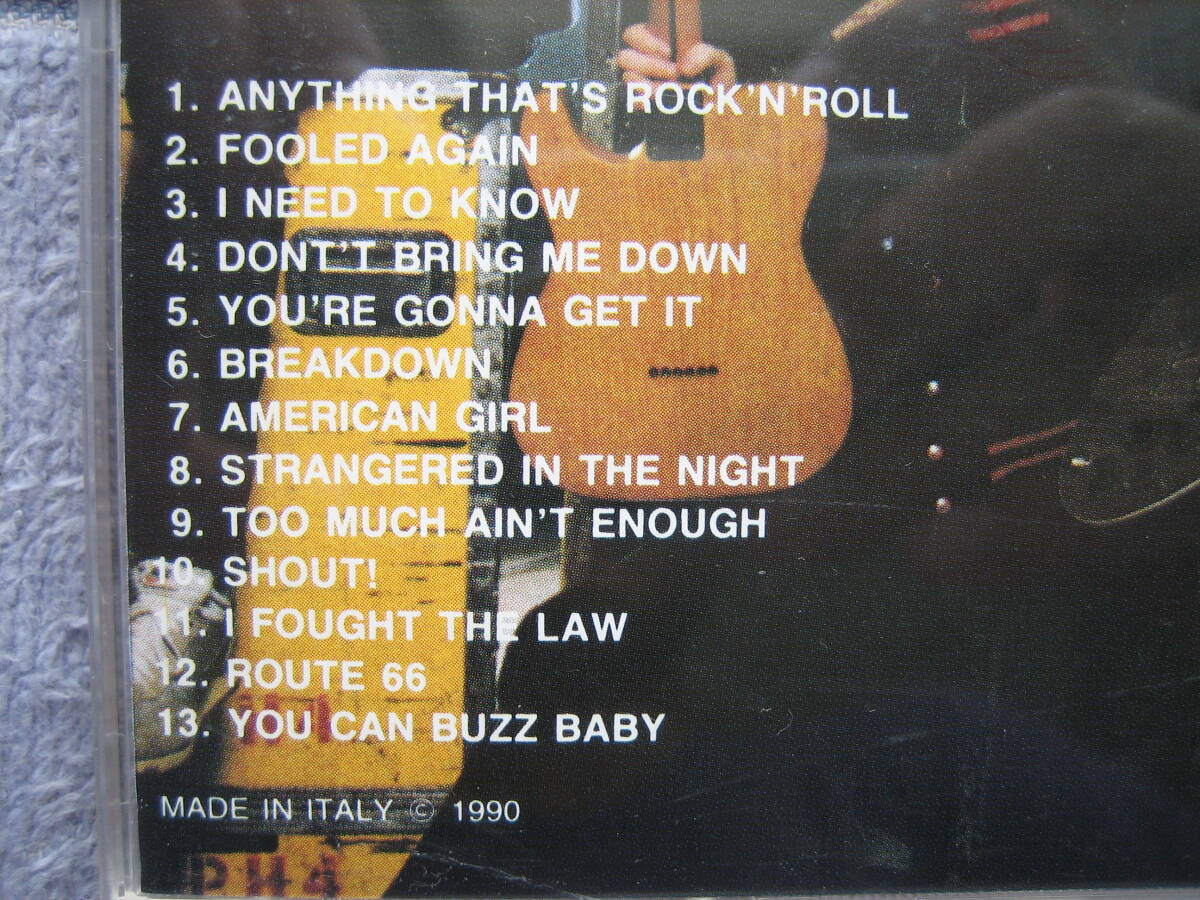 1. ANYTHING THAT'S ROCK'N'ROLL
2. FOOLED AGAIN
3. I NEED TO KNOW
4. DONT'T BRING ME DOWN
5. YOU'RE GONNA GET IT
6. BREAKDOWN
7. AMERICAN GIRL
8. STRANGERED IN THE NIGHT
9. TOO MUCH AIN'T ENOUGH
10. SHOUT!
11. I FOUGHT THE LAW
12. ROUTE 66
13. YOU CAN BUZZ BABY
MADE IN ITALY © 1990